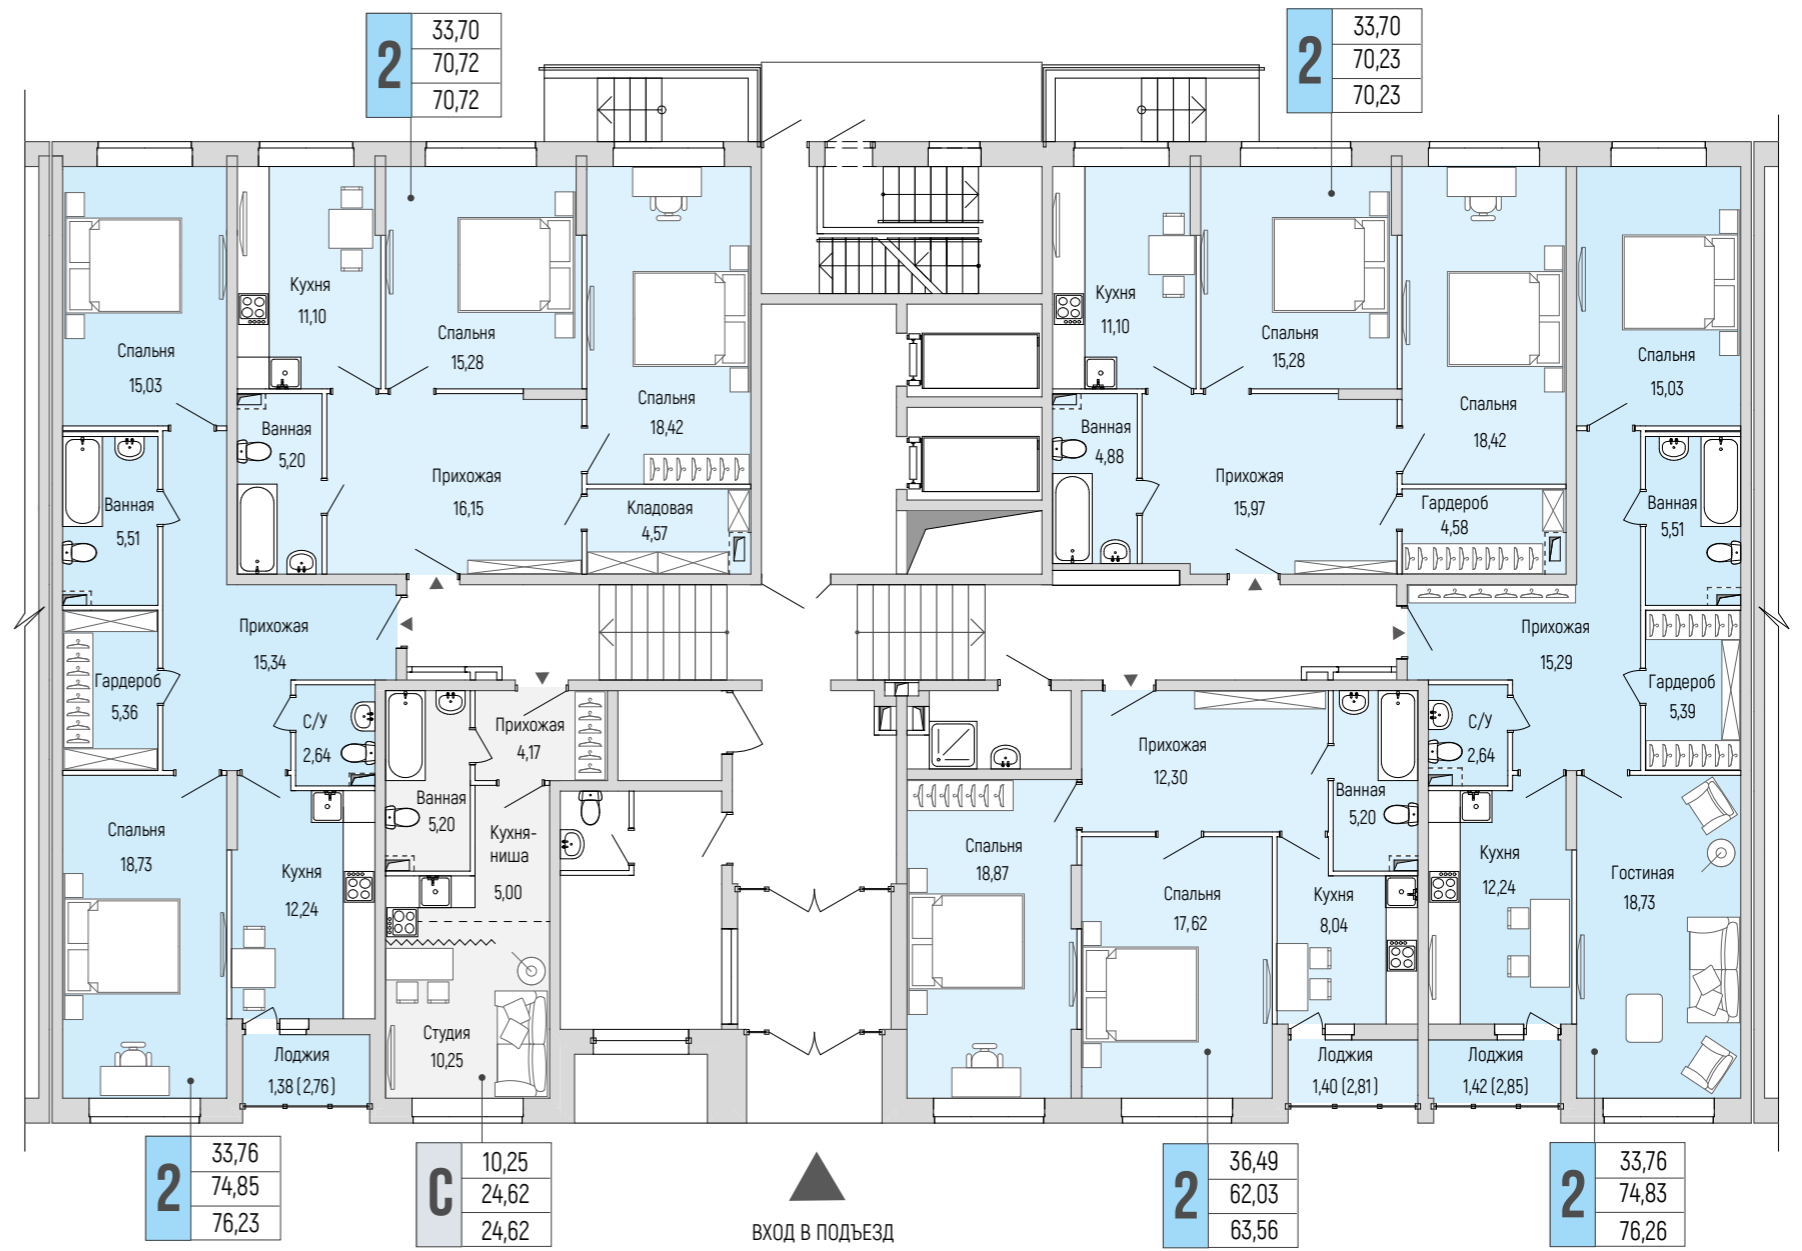 2
33,70
70,72
70,72
2
33,70
70,23
70,23
Спальня
15,03
Кухня
11,10
Спальня
15,28
Спальня
18,42
Ванная
5,20
Прихожая
16,15
Кладовая
4,57
Ванная
5,51
Прихожая
15,34
Гардероб
5,36
С/У
2,64
Спальня
18,73
Кухня
12,24
Лоджия
1,38 (2,76)
Прихожая
4,17
Ванная
5,20
Кухня-
ниша
5,00
Студия
10,25
Кухня
11,10
Спальня
15,28
Спальня
18,42
Спальня
15,03
Ванная
4,88
Прихожая
15,97
Гардероб
4,58
Ванная
5,51
Прихожая
15,29
Гардероб
5,39
С/У
2,64
Прихожая
12,30
Ванная
5,20
Спальня
18,87
Спальня
17,62
Кухня
8,04
Кухня
12,24
Гостиная
18,73
Лоджия
1,40 (2,81)
Лоджия
1,42 (2,85)
2
33,76
74,85
76,23
С
10,25
24,62
24,62
ВХОД В ПОДЪЕЗД
2
36,49
62,03
63,56
2
33,76
74,83
76,26